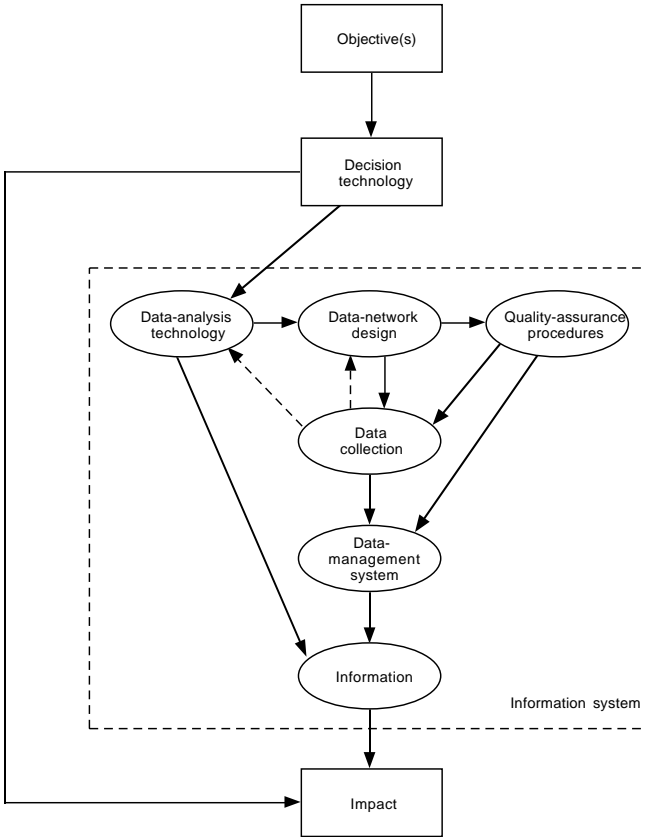 Objective(s)
Decision
technology
Data-analysis
technology
Data-network
design
Quality-assurance
procedures
Data
collection
Data-
management
system
Information
Information system
Impact